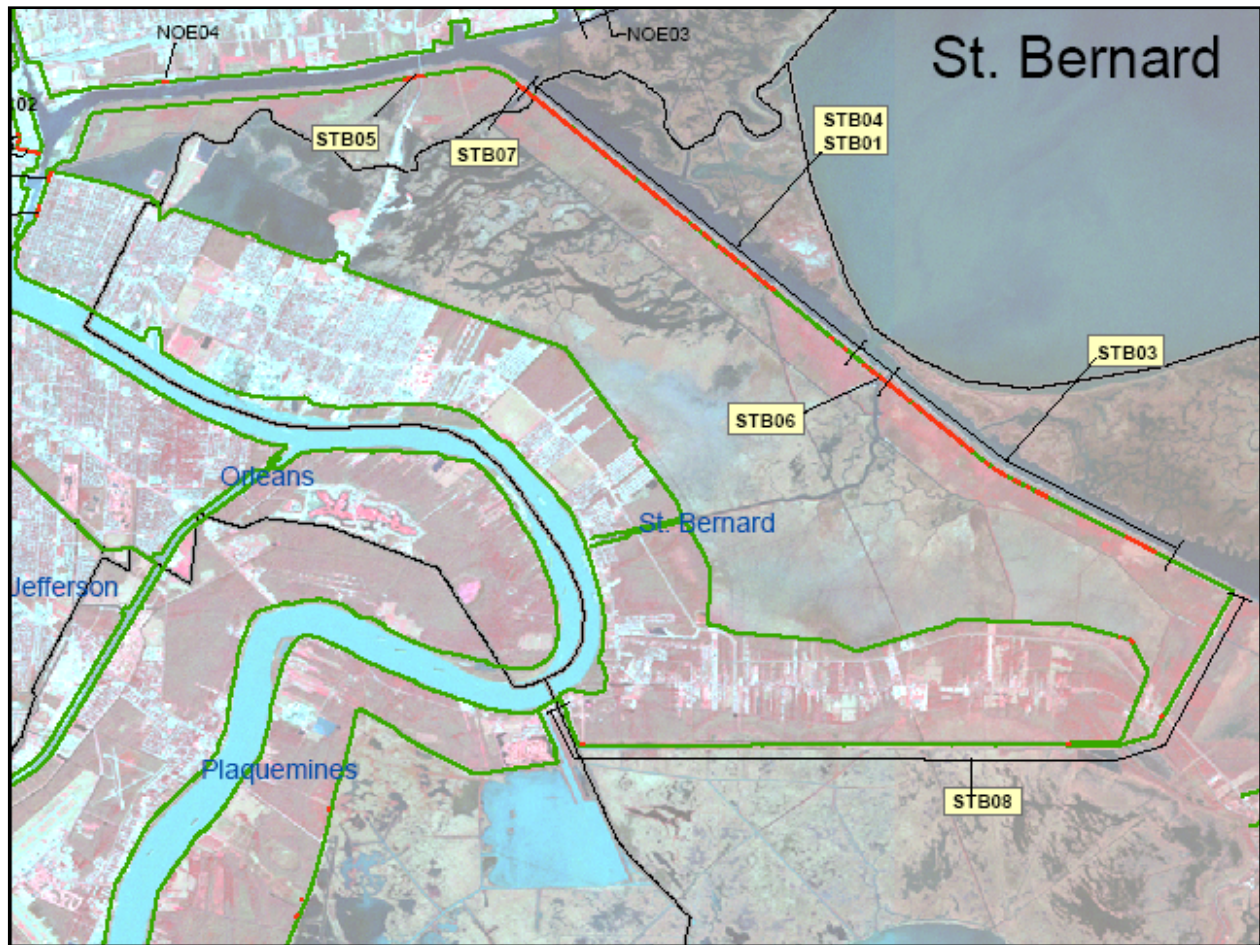 NOE04
NOE03
St. Bernard
02
STB05
STB07
STB04
STB01
STB03
STB06
Orleans
St. Bernard
Jefferson
Plaquemines
STB08